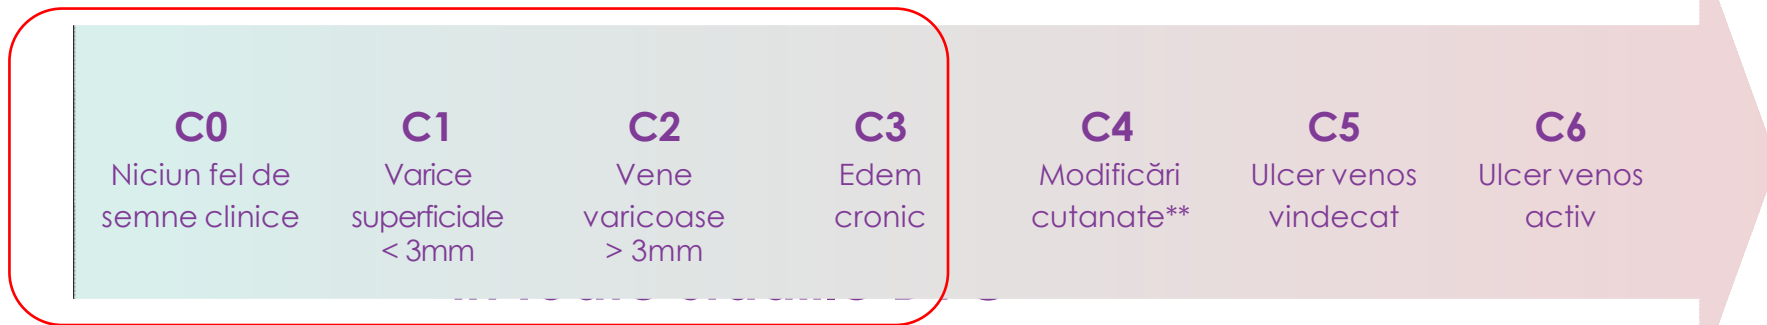 C0 C1 C2 C3 C4 C5 C6
Niciun fel de Varice Vene Edem Modificări Ulcer venos Ulcer venos
semne clinice superficiale varicoase cronic cutanate** vindecat activ
< 3mm > 3mm